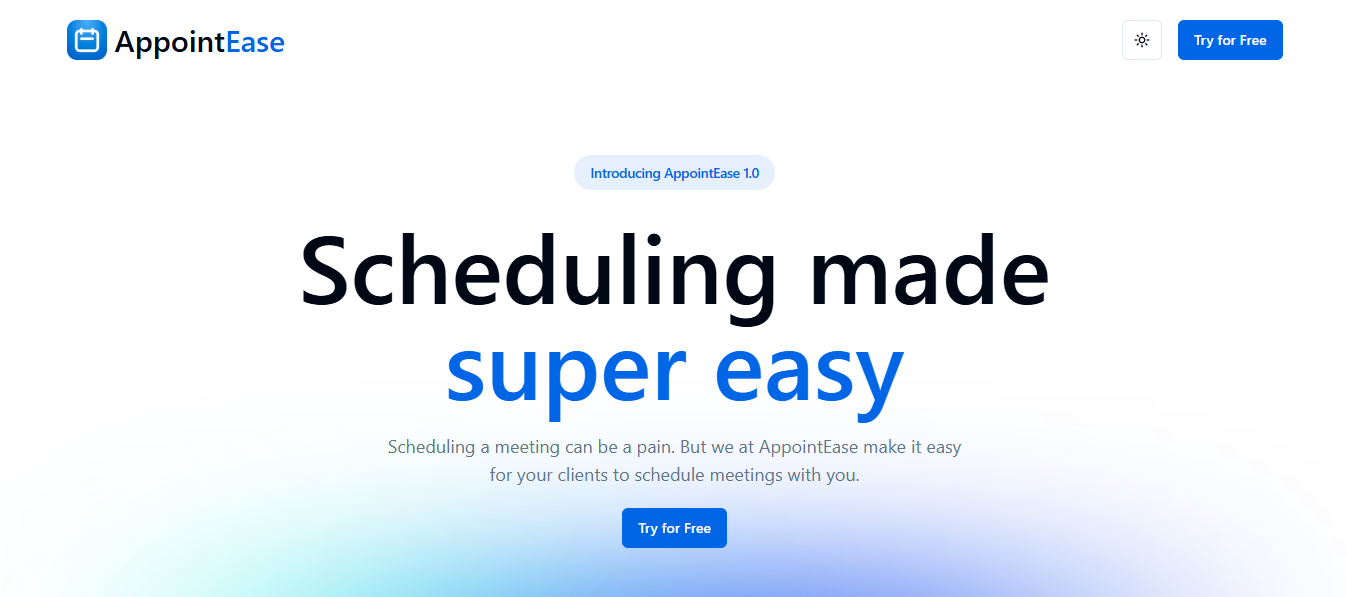 AppointEase
Try for Free
Introducing AppointEase 1.0
Scheduling made
super easy
Scheduling a meeting can be a pain. But we at AppointEase make it easy
for your clients to schedule meetings with you.
Try for Free